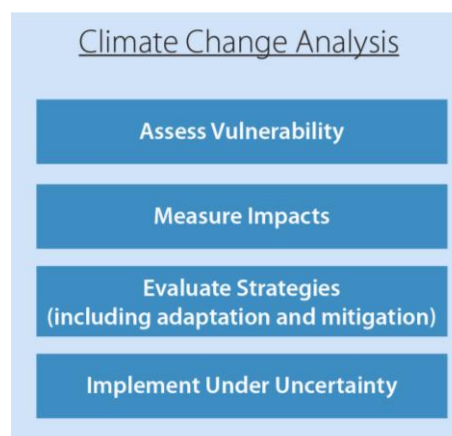 Climate Change Analysis
Assess Vulnerability
Measure Impacts
Evaluate Strategies
(including adaptation and mitigation)
Implement Under Uncertainty